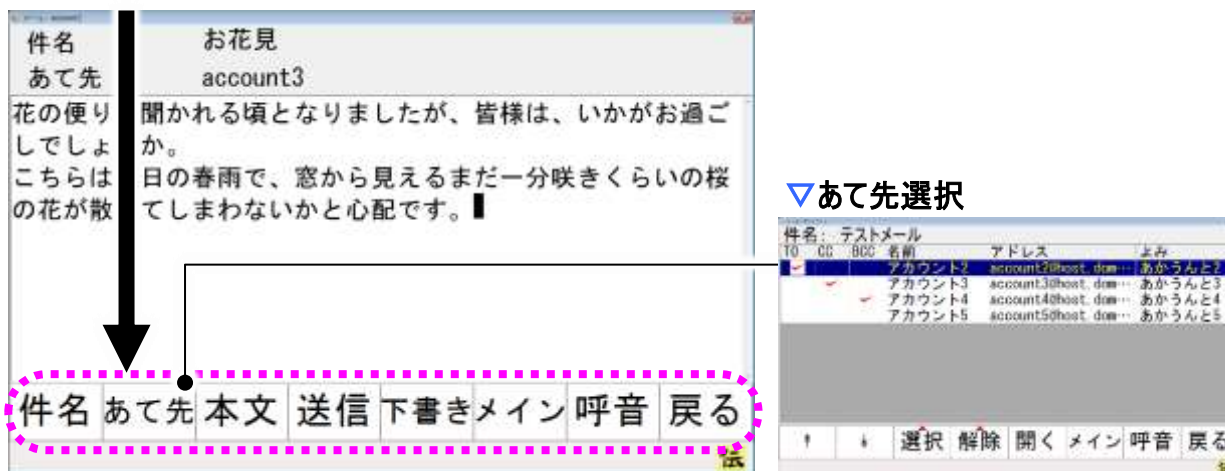 件名 お花見
あて先 account3
花の便り 聞かれる頃となりましたが、皆様は、いかがお過ご
しでしょ か。
こちらは 日の春雨で、窓から見えるまだ一分咲きくらいの桜
の花が散 てしまわないかと心配です。
件名 あて先 本文 送信 下書き メイン 呼音 戻る
伝
▽あて先選択
件名: テストメール
TO CC BCC 名前 アドレス よみ
アカウント2 account2@host.dom… あかうんと2
アカウント3 account3@host.dom… あかうんと3
アカウント4 account4@host.dom… あかうんと4
アカウント5 account5@host.dom… あかうんと5
↑ ↓ 選択 解除 開く メイン 呼音 戻る